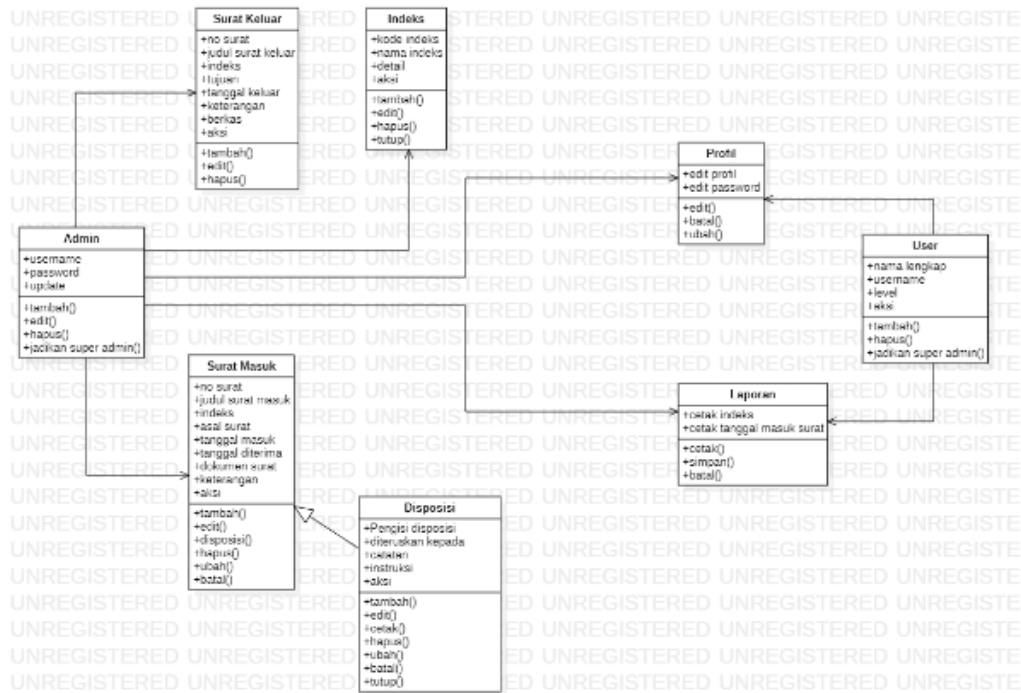 Surat Keluar
+no surat
+judul surat keluar
+indeks
+tujuan
+tanggal keluar
+keterangan
+berkas
+aksi
+tambah()
+edit()
+hapus()
Indeks
+kode indeks
+nama indeks
+detail
+aksi
+tambah()
+edit()
+hapus()
+tutup()
Profil
+edit profil
+edit password
+edit()
+batal()
+ubah()
Admin
+username
+password
+update
+tambah()
+edit()
+hapus()
+jadikan super admin()
User
+nama lengkap
+username
+level
+aksi
+tambah()
+hapus()
+jadikan super admin()
Surat Masuk
+no surat
+judul surat masuk
+indeks
+asal surat
+tanggal masuk
+tanggal diterima
+dokumen surat
+keterangan
+aksi
+tambah()
+edit()
+disposisi()
+hapus()
+ubah()
+batal()
Laporan
+cetak indeks
+cetak tanggal masuk surat
+cetak()
+simpan()
+batal()
Disposisi
+Pengisi disposisi
+diteruskan kepada
+catatan
+instruksi
+aksi
+tambah()
+edit()
+cetak()
+hapus()
+ubah()
+batal()
+tutup()
UNREGISTERED